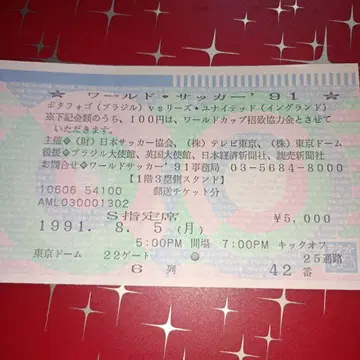 ☆ ワールド・サッカー'91 ☆
ボタフォゴ(ブラジル)vsリーズ・ユナイテッド(イングランド)
※下記金額のうち、100円は、ワールドカップ招致協力金とさせて
いただきます。
主催◆(財)日本サッカー協会、(株)テレビ東京、(株)東京ドーム
後援◆ブラジル大使館、英国大使館、日本経済新聞社、読売新聞社
お問合せ◆ワールドサッカー'91事務局 03-5684-8000
【1階3塁側スタンド】
10606 54100 郵送チケット分
AML030001302
S指定席 ¥5,000
1991. 8. 5(月)
5:00PM 開場 7:00PM キックオフ
東京ドーム 22ゲート 25通路
6 列 42番